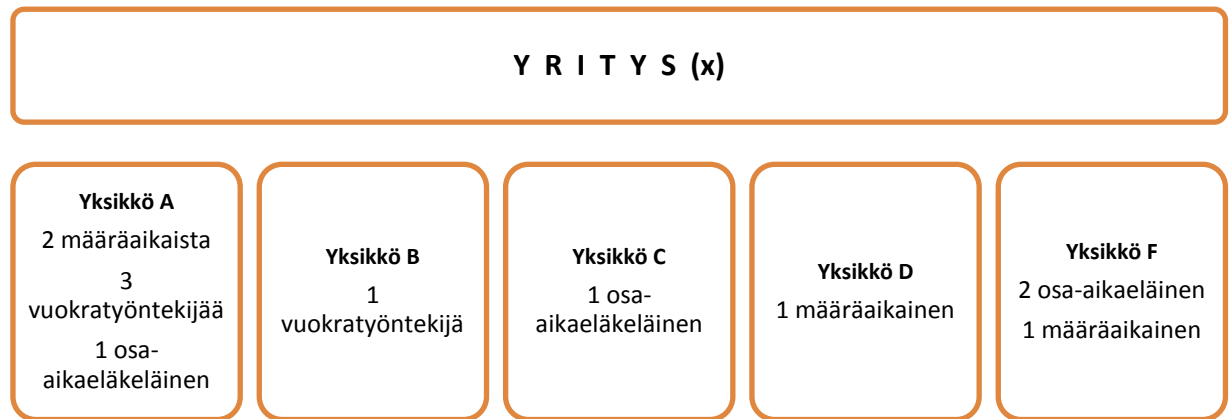 Y R I T Y S (x)
Yksikkö A
2 määräaikaista
3
vuokratyöntekijää
1 osa-
aikaeläkeläinen
Yksikkö B
1
vuokratyöntekijä
Yksikkö C
1 osa-
aikaeläkeläinen
Yksikkö D
1 määräaikainen
Yksikkö F
2 osa-aikaeläinen
1 määräaikainen